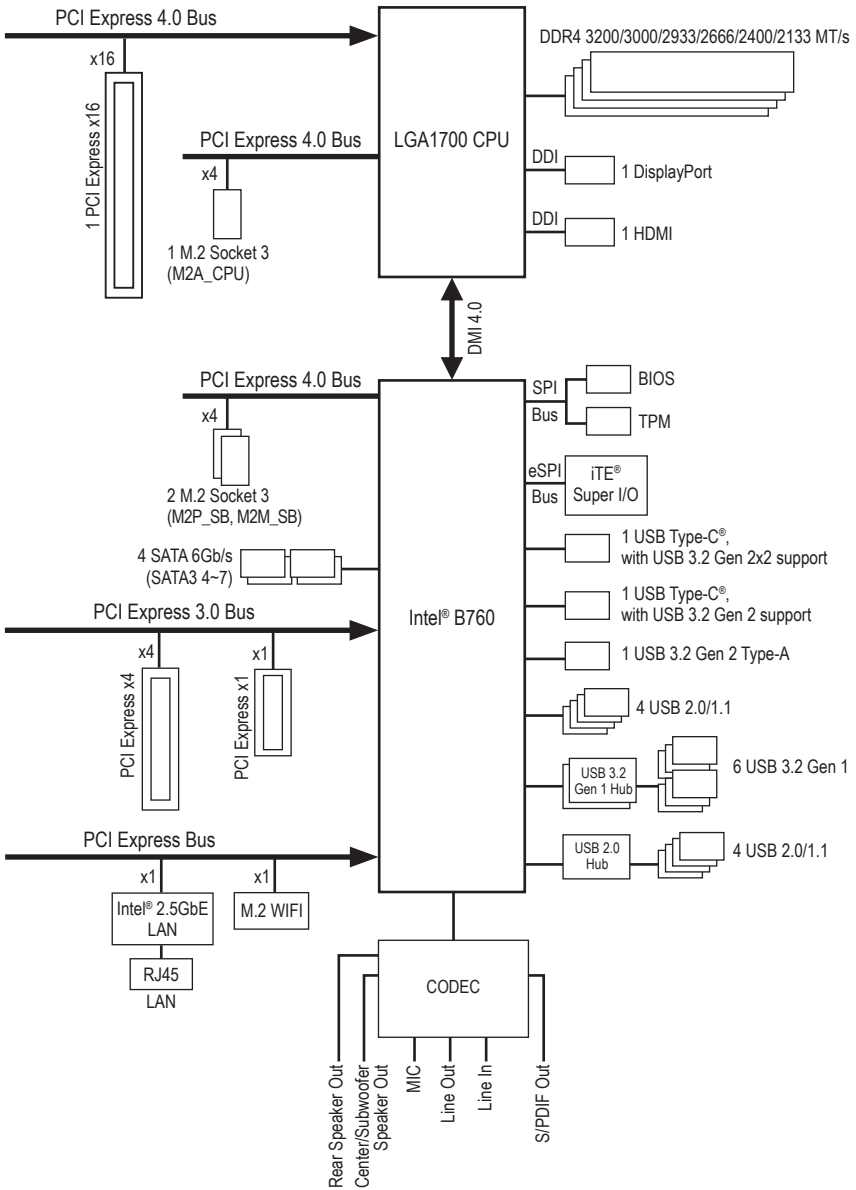 PCI Express 4.0 Bus
x16
1 PCI Express x16
PCI Express 4.0 Bus
x4
1 M.2 Socket 3
(M2A_CPU)
LGA1700 CPU
DDR4 3200/3000/2933/2666/2400/2133 MT/s
DDI
1 DisplayPort
DDI
1 HDMI
DMI 4.0
PCI Express 4.0 Bus
x4
2 M.2 Socket 3
(M2P_SB, M2M_SB)
4 SATA 6Gb/s
(SATA3 4~7)
PCI Express 3.0 Bus
x4
PCI Express x4
x1
PCI Express x1
PCI Express Bus
x1
Intel® 2.5GbE
LAN
RJ45
LAN
x1
M.2 WIFI
Intel® B760
SPI
Bus
BIOS
TPM
eSPI
Bus
iTE®
Super I/O
1 USB Type-C®,
with USB 3.2 Gen 2x2 support
1 USB Type-C®,
with USB 3.2 Gen 2 support
1 USB 3.2 Gen 2 Type-A
4 USB 2.0/1.1
USB 3.2
Gen 1 Hub
6 USB 3.2 Gen 1
USB 2.0
Hub
4 USB 2.0/1.1
CODEC
Rear Speaker Out
Center/Subwoofer
Speaker Out
MIC
Line Out
Line In
S/PDIF Out